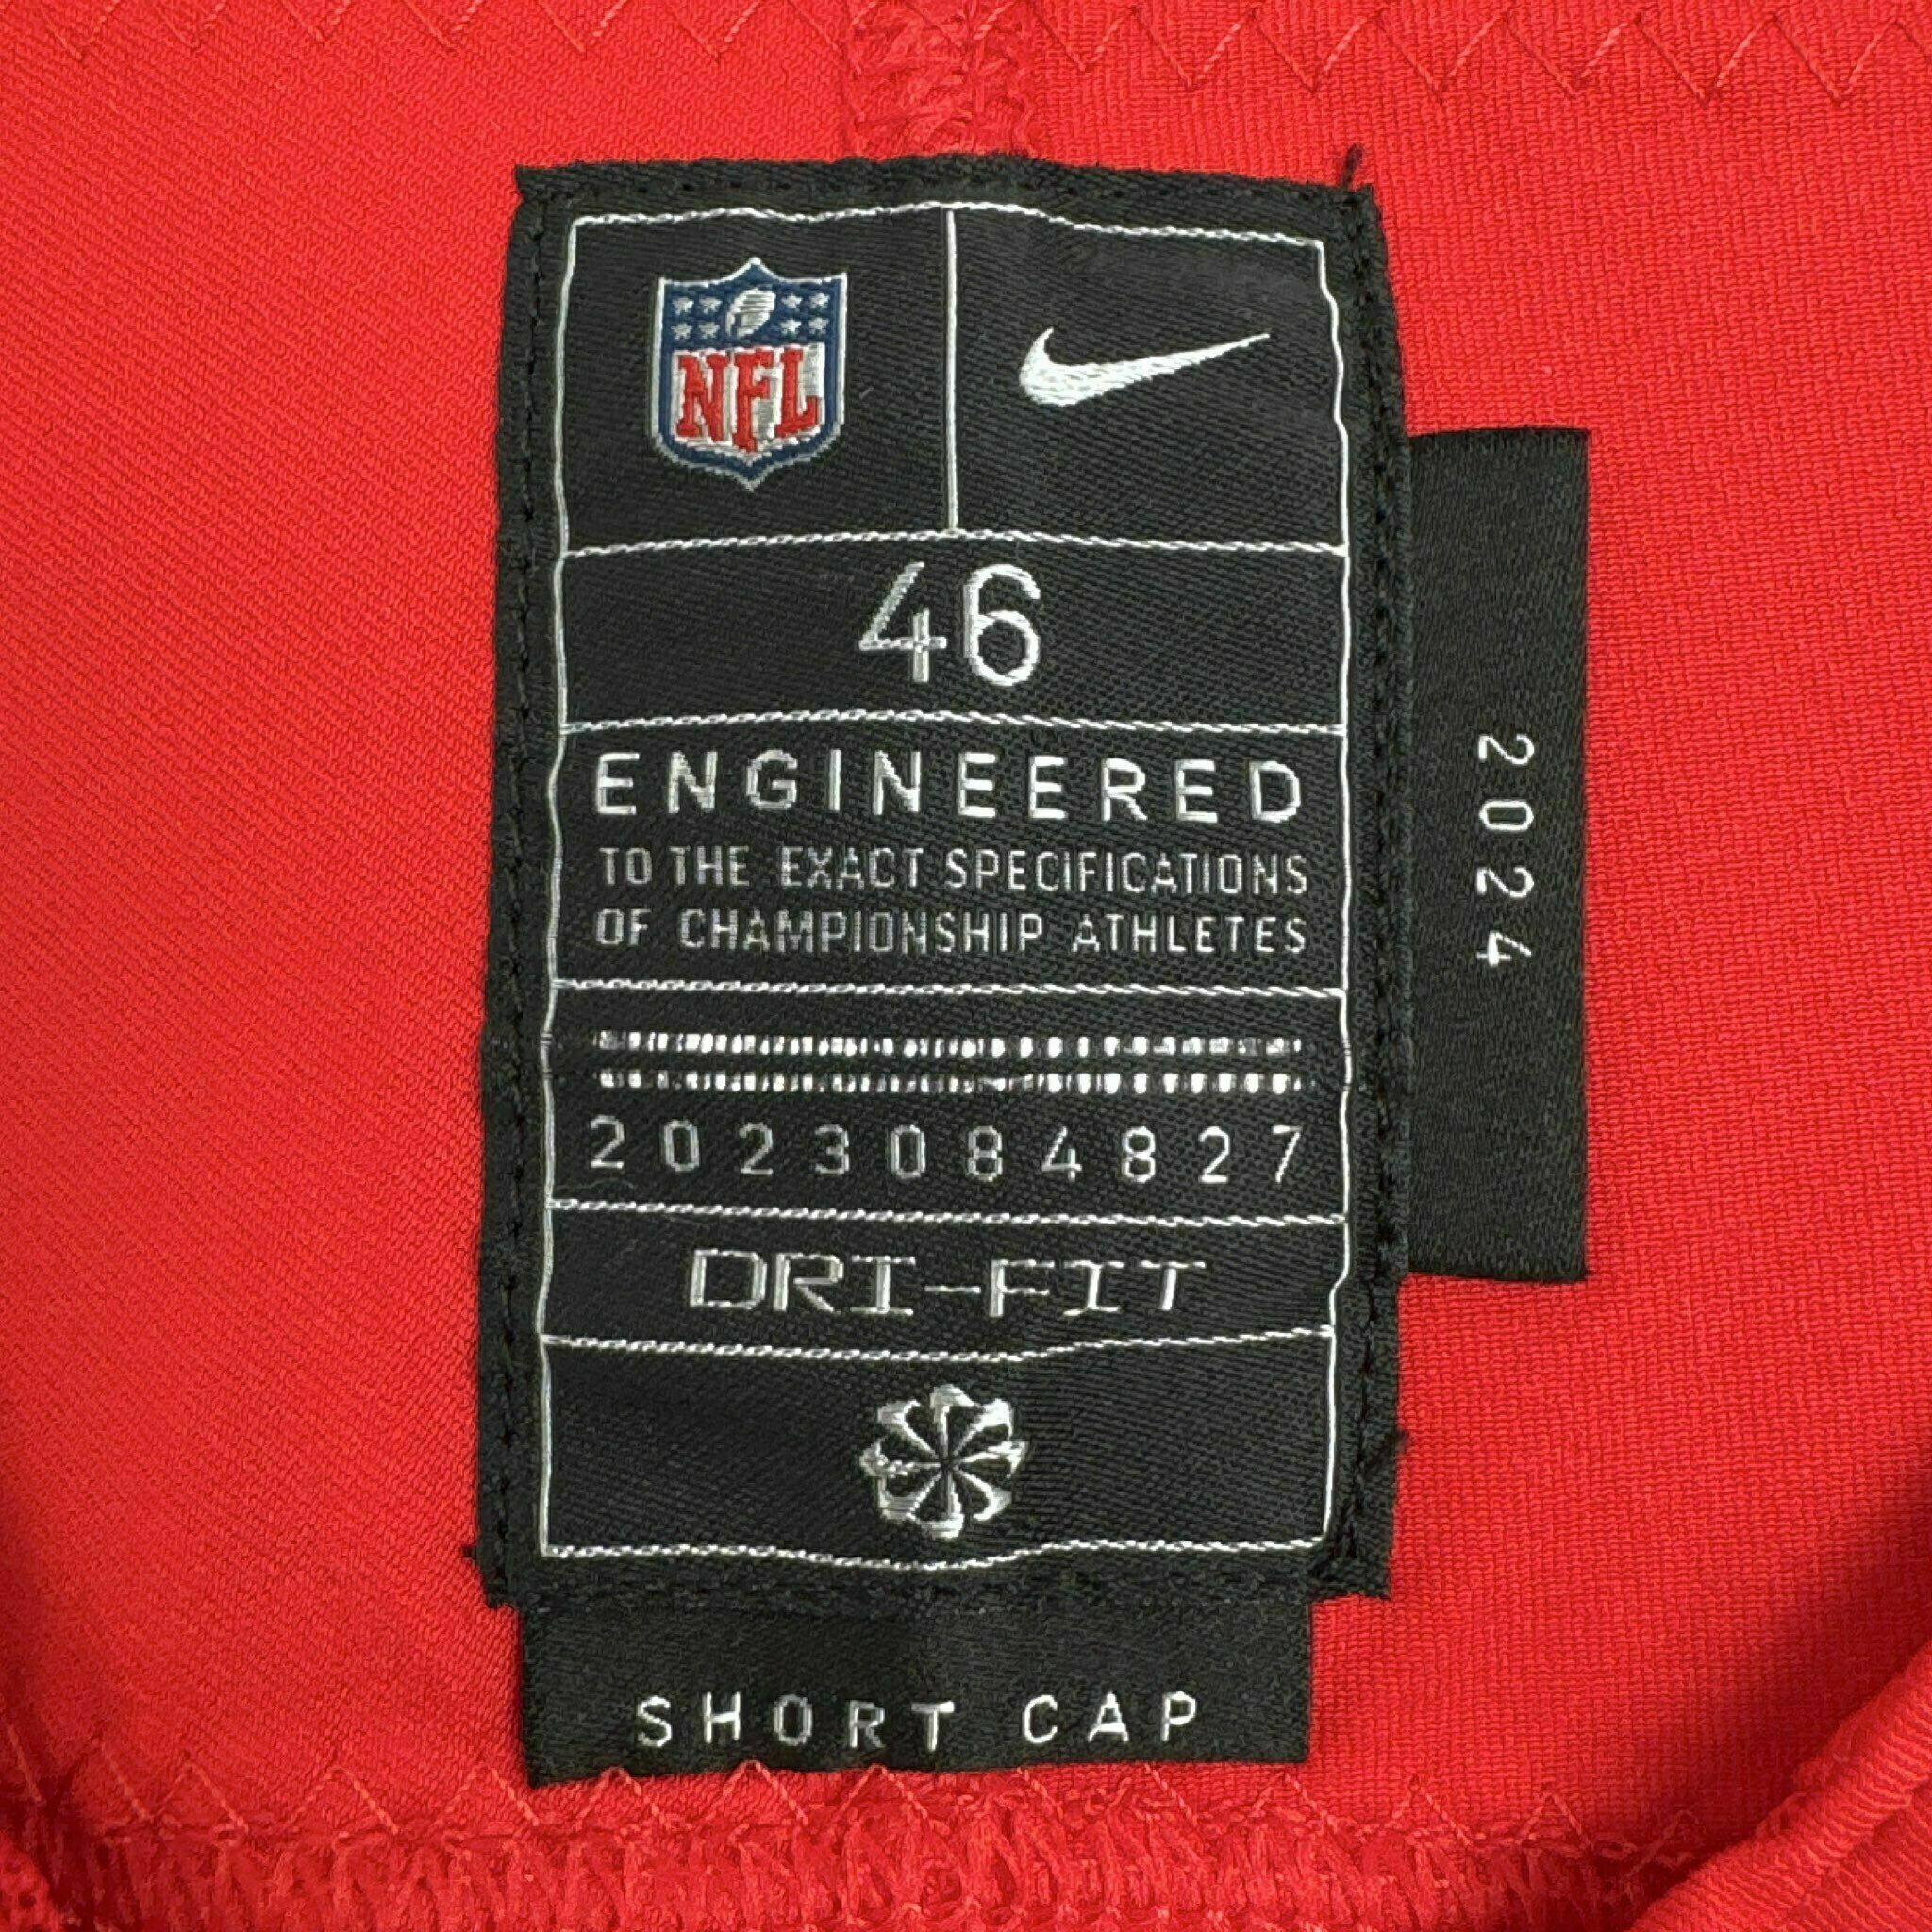 NFL
46
ENGINEERED
TO THE EXACT SPECIFICATIONS
OF CHAMPIONSHIP ATHLETES
2023084827
DRI-FIT
SHORT CAP
2024